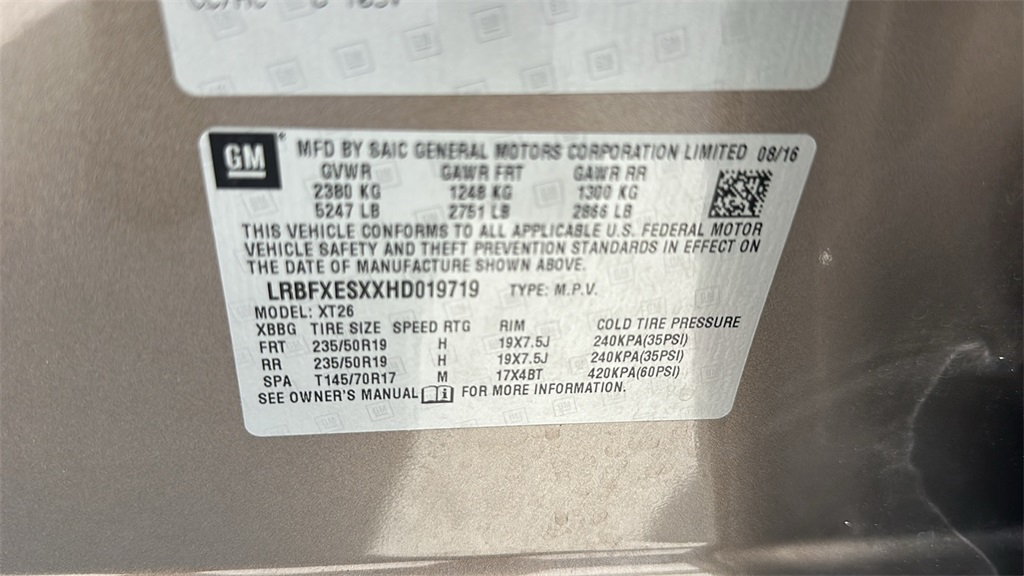 GM
MFD BY SAIC GENERAL MOTORS CORPORATION LIMITED 08/16
GVWR GAWR FRT GAWR RR
2380 KG 1248 KG 1300 KG
5247 LB 2751 LB 2866 LB
THIS VEHICLE CONFORMS TO ALL APPLICABLE U.S. FEDERAL MOTOR
VEHICLE SAFETY AND THEFT PREVENTION STANDARDS IN EFFECT ON
THE DATE OF MANUFACTURE SHOWN ABOVE.
LRBFXESXXHD019719 TYPE: M.P.V.
MODEL: XT26
XBBG TIRE SIZE SPEED RTG RIM COLD TIRE PRESSURE
FRT 235/50R19 H 19X7.5J 240KPA(35PSI)
RR 235/50R19 H 19X7.5J 240KPA(35PSI)
SPA T145/70R17 M 17X4BT 420KPA(60PSI)
SEE OWNER'S MANUAL FOR MORE INFORMATION.